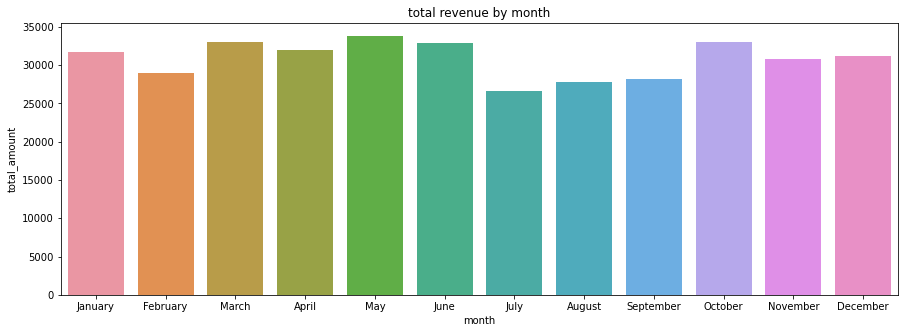 total revenue by month
35000
30000
25000
20000
15000
10000
5000
0
total_amount
January February March April May June July August September October November December
month